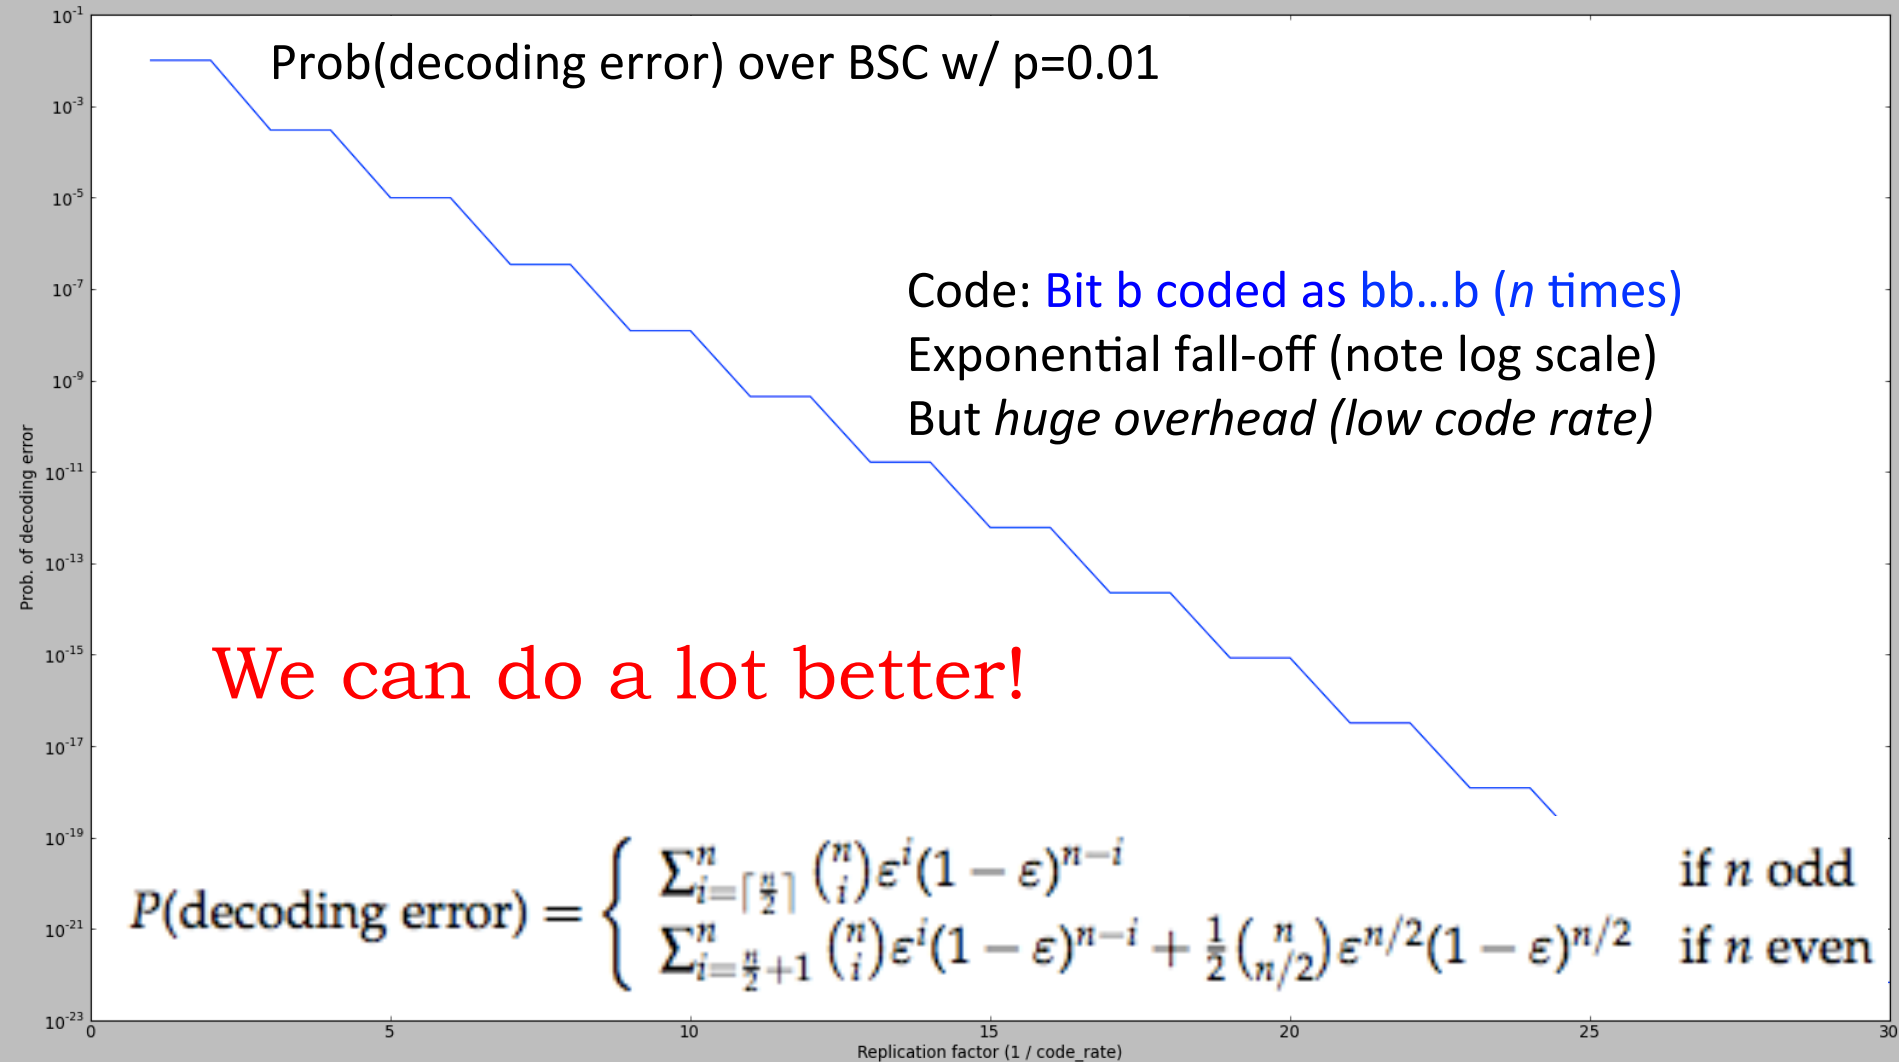 Prob(decoding error) over BSC w/ p=0.01
Code: Bit b coded as bb...b (n times)
Exponential fall-off (note log scale)
But huge overhead (low code rate)
We can do a lot better!
P(decoding error) = { ∑_{i=⌈n/2⌉}^{n} (n choose i) ε^i (1 − ε)^{n−i} if n odd
∑_{i=n/2+1}^{n} (n choose i) ε^i (1 − ε)^{n−i} + 1/2 (n choose n/2) ε^{n/2} (1 − ε)^{n/2} if n even
Prob. of decoding error
10^-1
10^-3
10^-5
10^-7
10^-9
10^-11
10^-13
10^-15
10^-17
10^-19
10^-21
10^-23
0 5 10 15 20 25 30
Replication factor (1 / code_rate)